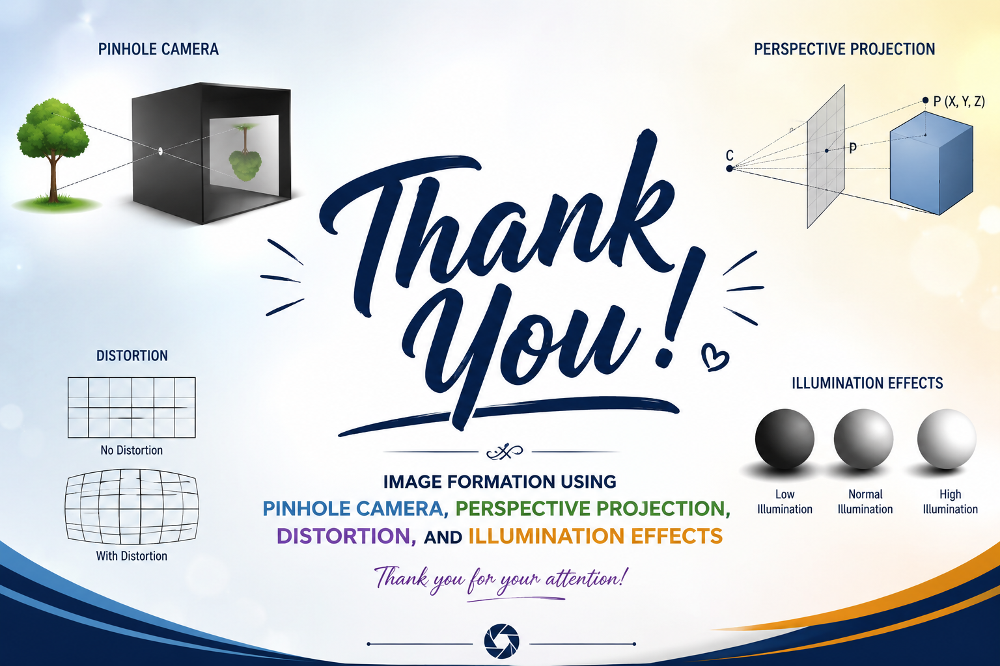 PINHOLE CAMERA
PERSPECTIVE PROJECTION
P (X, Y, Z)
C
p
Thank
You!
DISTORTION
No Distortion
With Distortion
ILLUMINATION EFFECTS
Low
Illumination
Normal
Illumination
High
Illumination
IMAGE FORMATION USING
PINHOLE CAMERA, PERSPECTIVE PROJECTION,
DISTORTION, AND ILLUMINATION EFFECTS
Thank you for your attention!